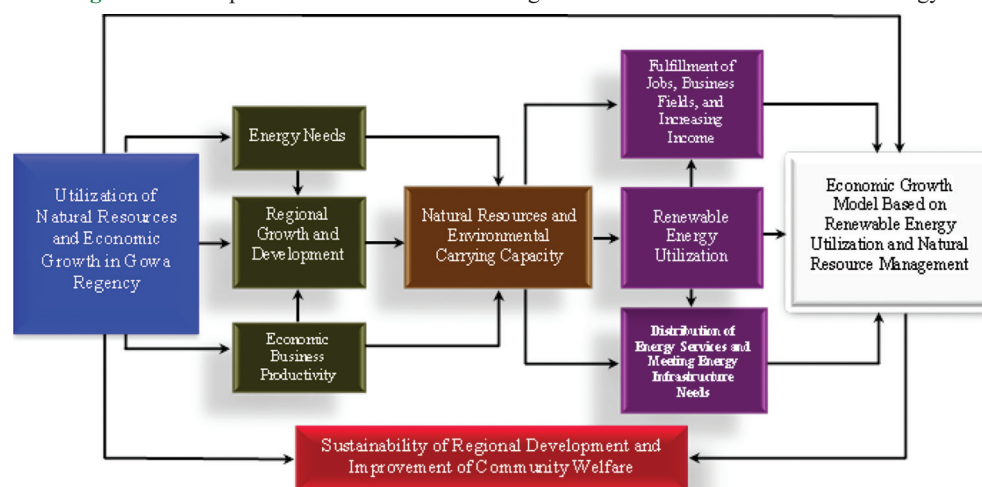 Utilization of
Natural Resources
and Economic
Growth in Gowa
Regency
Energy Needs
Regional
Growth and
Development
Economic
Business
Productivity
Natural Resources and
Environmental
Carrying Capacity
Fulfillment of
Jobs, Business
Fields, and
Increasing
Income
Renewable
Energy
Utilization
Distribution of
Energy Services and
Meeting Energy
Infrastructure
Needs
Economic Growth
Model Based on
Renewable Energy
Utilization and Natural
Resource Management
Sustainability of Regional Development and
Improvement of Community Welfare